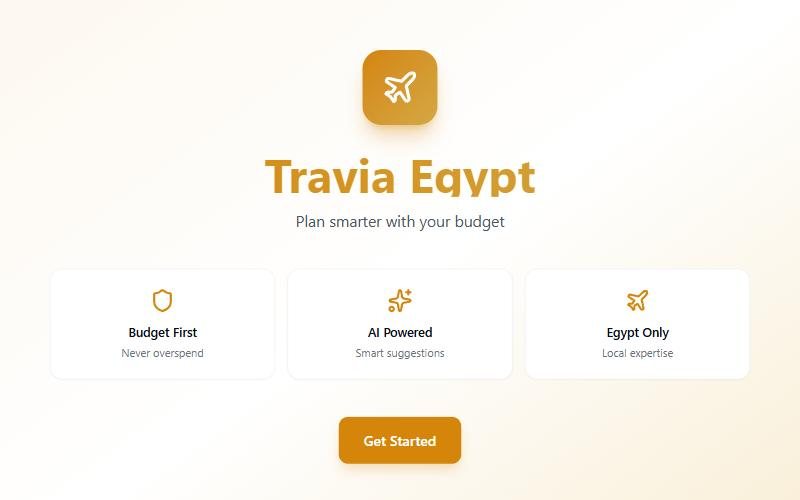 Travia Egypt
Plan smarter with your budget
Budget First
Never overspend
AI Powered
Smart suggestions
Egypt Only
Local expertise
Get Started